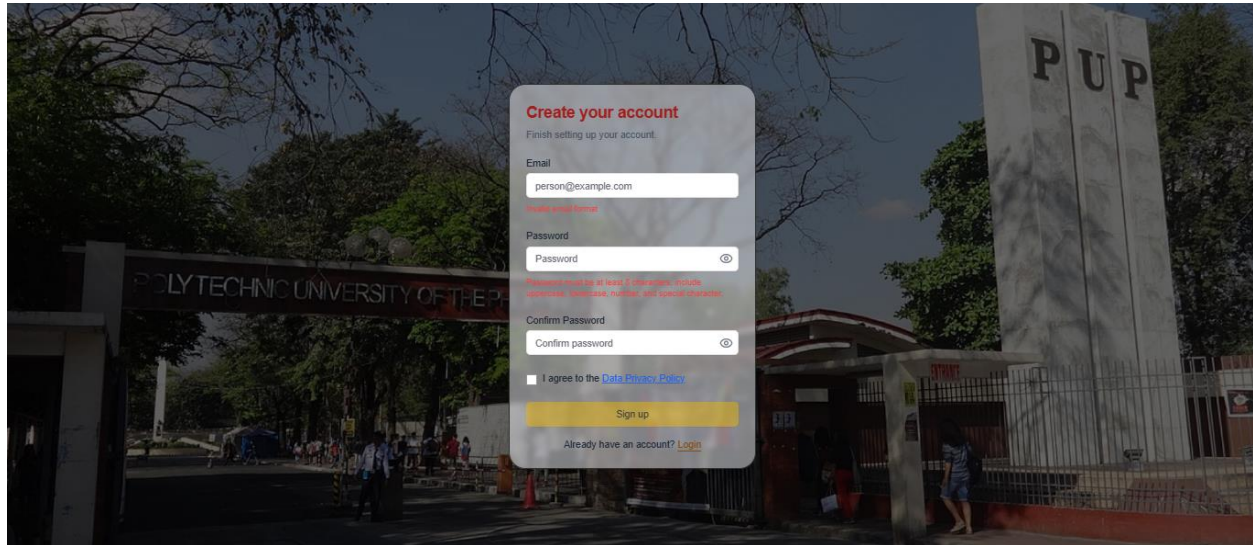 PUP
Create your account
Finish setting up your account.
Email
person@example.com
Invalid email format
Password
Password
Password must be at least 8 characters, include
uppercase, lowercase, number, and special character.
POLYTECHNIC UNIVERSITY OF THE P
Confirm Password
Confirm password
ENTRANCE
I agree to the Data Privacy Policy
Sign up
Already have an account? Login